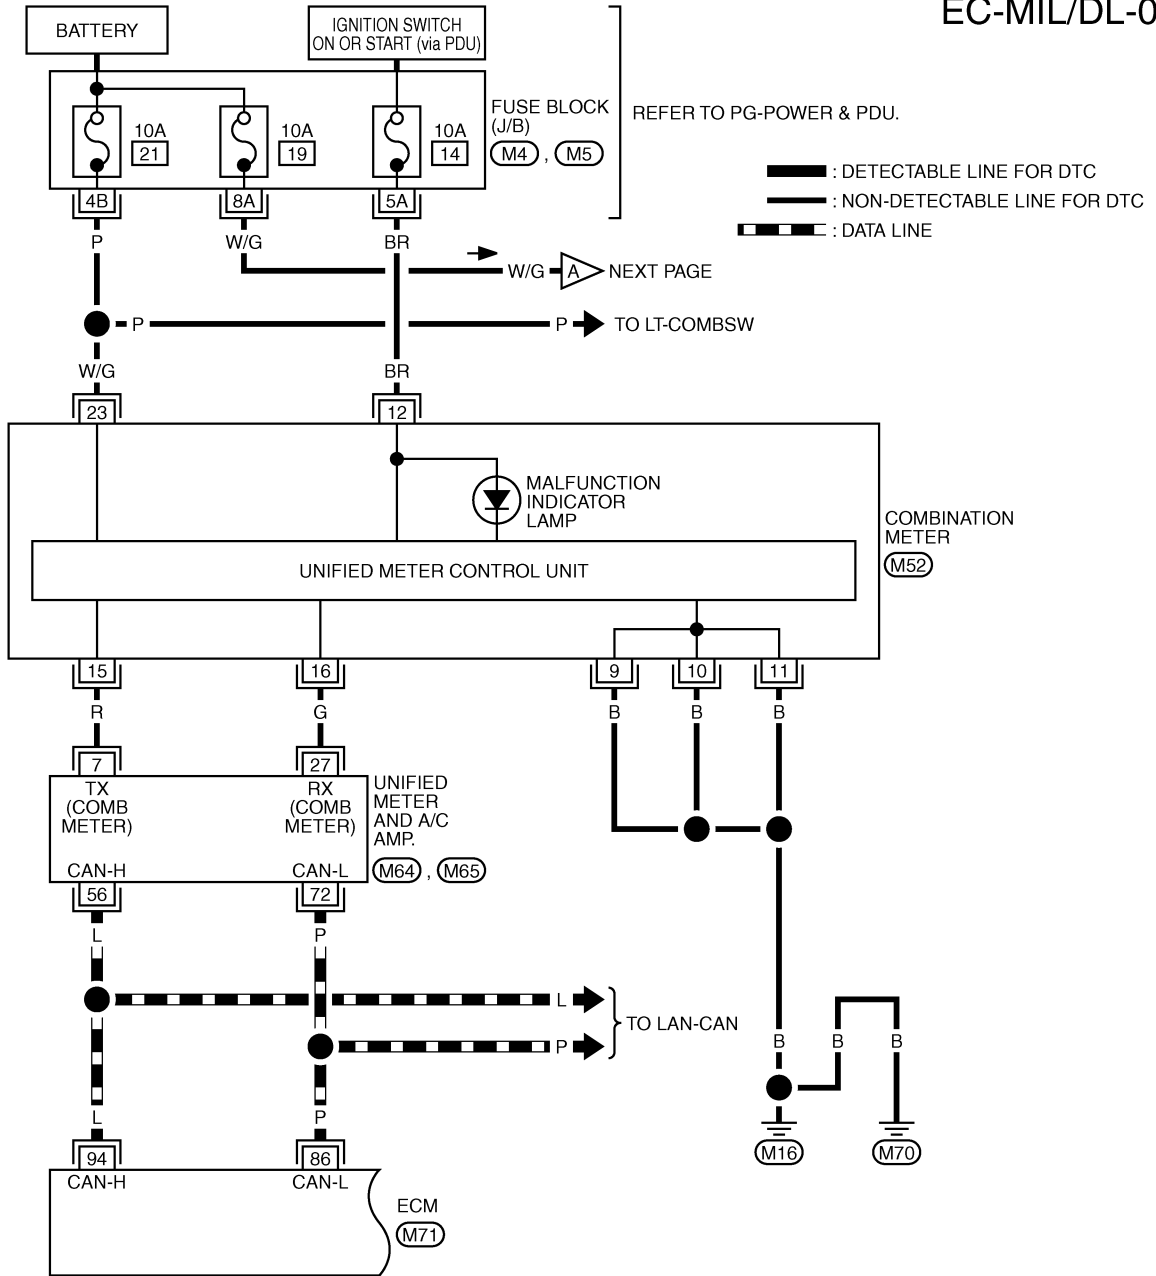 EC-MIL/DL-0
BATTERY
IGNITION SWITCH
ON OR START (via PDU)
10A
21
10A
19
10A
14
FUSE BLOCK
(J/B)
M4 , M5
REFER TO PG-POWER & PDU.
: DETECTABLE LINE FOR DTC
: NON-DETECTABLE LINE FOR DTC
: DATA LINE
4B
8A
5A
P
W/G
BR
W/G
A
NEXT PAGE
P
P
TO LT-COMBSW
W/G
BR
23
12
MALFUNCTION
INDICATOR
LAMP
COMBINATION
METER
M52
UNIFIED METER CONTROL UNIT
15
16
9
10
11
R
G
B
B
B
7
27
TX
(COMB
METER)
RX
(COMB
METER)
UNIFIED
METER
AND A/C
AMP.
M64 , M65
CAN-H
CAN-L
56
72
L
P
L
P
TO LAN-CAN
B
B
B
L
P
94
86
CAN-H
CAN-L
M16
M70
ECM
M71